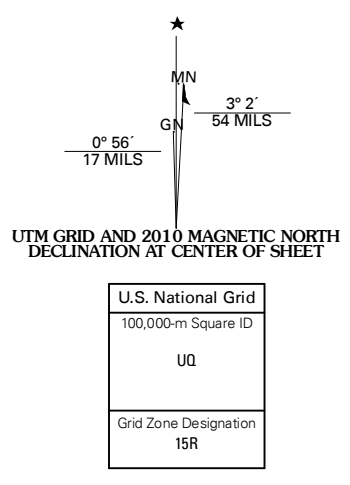 ★
MN
GN
3° 2´
54 MILS
0° 56´
17 MILS
UTM GRID AND 2010 MAGNETIC NORTH
DECLINATION AT CENTER OF SHEET
U.S. National Grid
100,000-m Square ID
UQ
Grid Zone Designation
15R